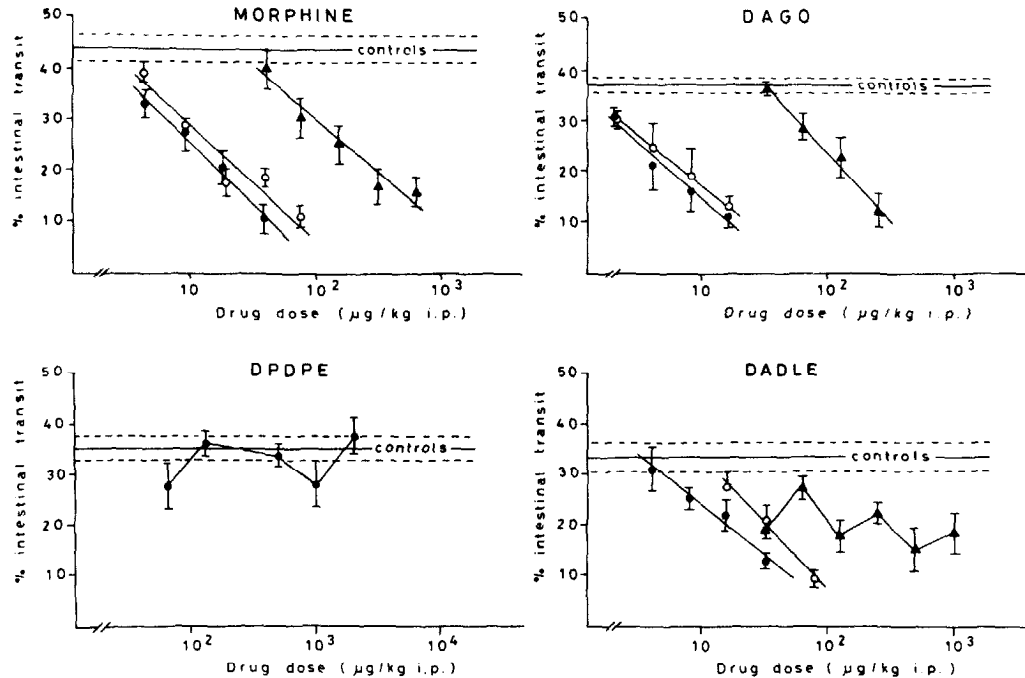 MORPHINE
50
40
30
20
10
controls
% intestinal transit
10
10²
10³
Drug dose (µg/kg i.p.)
DAGO
50
40
30
20
10
controls
% intestinal transit
10
10²
10³
Drug dose (µg/kg i.p.)
DPDPE
50
40
30
20
10
controls
% intestinal transit
10²
10³
10⁴
Drug dose (µg/kg i.p.)
DADLE
50
40
30
20
10
controls
% intestinal transit
10
10²
10³
Drug dose (µg/kg i.p.)